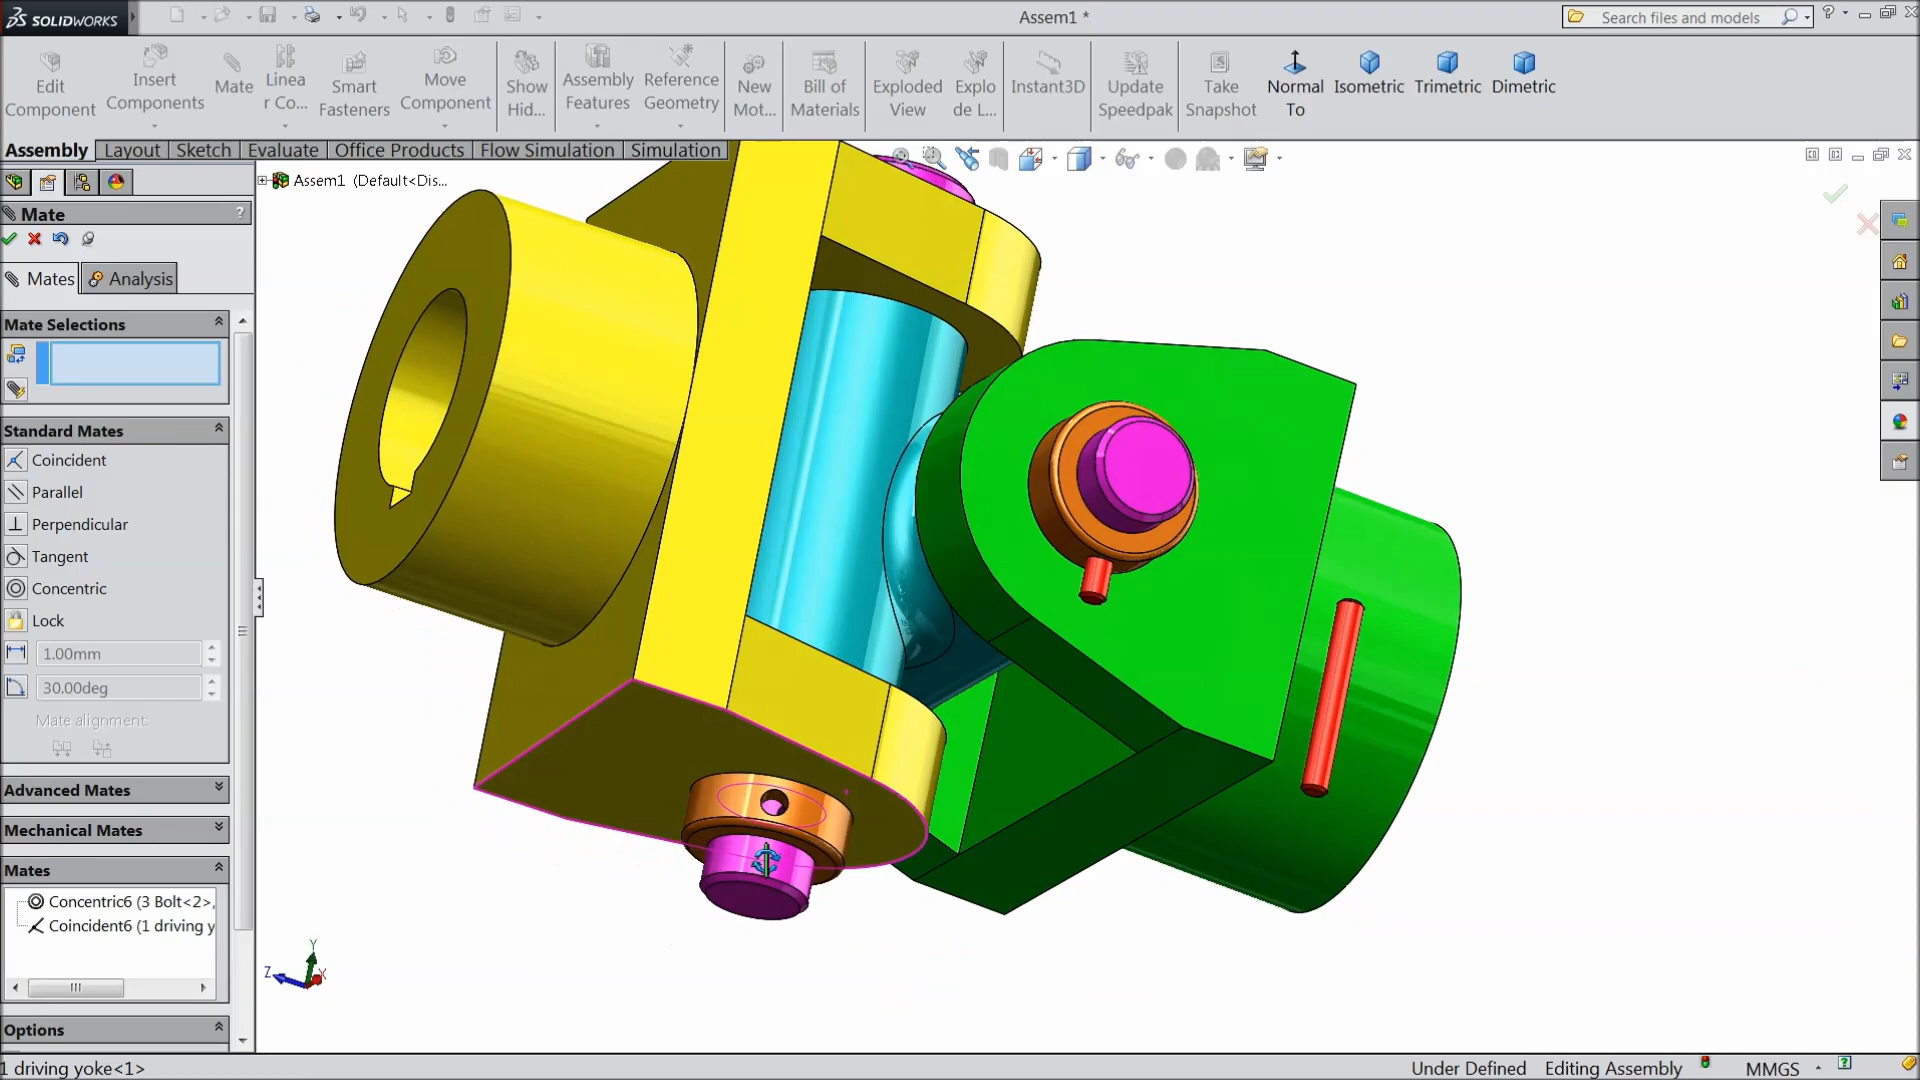 SOLIDWORKS
Assem1 *
Search files and models
Edit Component
Insert Components
Mate
Linea r Co...
Smart Fasteners
Move Component
Show Hid...
Assembly Features
Reference Geometry
New Mot...
Bill of Materials
Exploded View
Explo de L...
Instant3D
Update Speedpak
Take Snapshot
Normal To
Isometric
Trimetric
Dimetric
Assembly
Layout
Sketch
Evaluate
Office Products
Flow Simulation
Simulation
Assem1 (Default<Dis...
Mate
?
Mates
Analysis
Mate Selections
Standard Mates
Coincident
Parallel
Perpendicular
Tangent
Concentric
Lock
1.00mm
30.00deg
Mate alignment:
Advanced Mates
Mechanical Mates
Mates
Concentric6 (3 Bolt<2>,
Coincident6 (1 driving y
Options
Y
Z
X
1 driving yoke<1>
Under Defined
Editing Assembly
MMGS
?